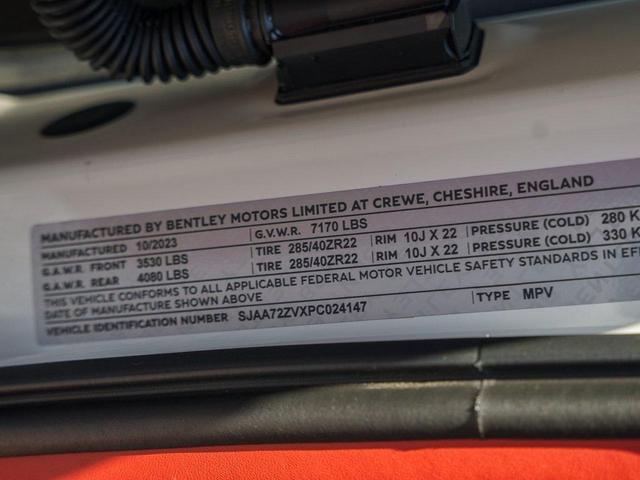 MANUFACTURED BY BENTLEY MOTORS LIMITED AT CREWE, CHESHIRE, ENGLAND
MANUFACTURED 10/2023 G.V.W.R. 7170 LBS
G.A.W.R. FRONT 3530 LBS TIRE 285/40ZR22 RIM 10J X 22 PRESSURE (COLD) 280 K
G.A.W.R. REAR 4080 LBS TIRE 285/40ZR22 RIM 10J X 22 PRESSURE (COLD) 330 K
THIS VEHICLE CONFORMS TO ALL APPLICABLE FEDERAL MOTOR VEHICLE SAFETY STANDARDS IN EF
DATE OF MANUFACTURE SHOWN ABOVE
VEHICLE IDENTIFICATION NUMBER SJAA72ZVXPC024147 TYPE MPV